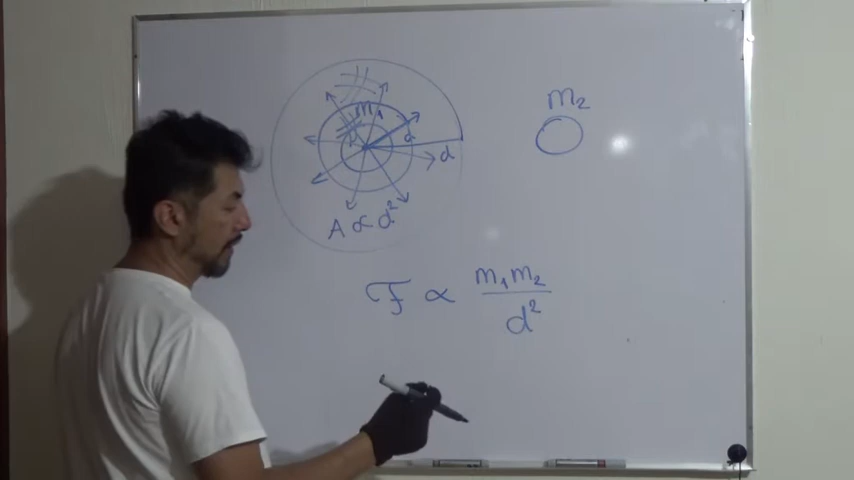 m₂
m₁
d
d
A ∝ d²
F ∝ m₁m₂ / d²